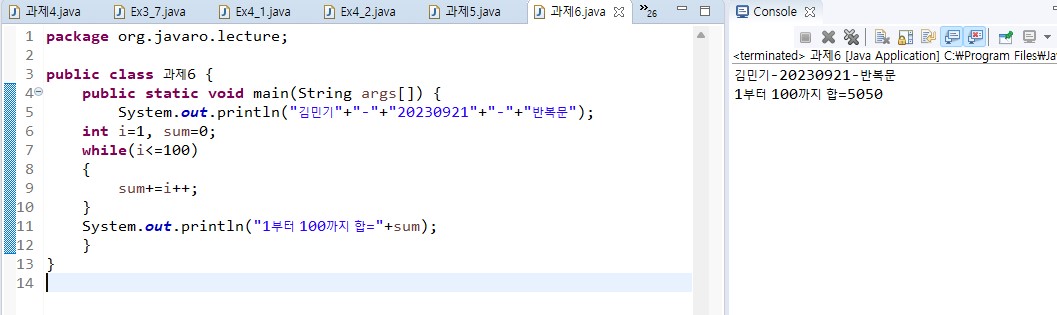 과제4.java Ex3_7.java Ex4_1.java Ex4_2.java 과제5.java 과제6.java »26
1 package org.javaro.lecture;
2
3 public class 과제6 {
4 public static void main(String args[]) {
5 System.out.println("김민기"+"-"+"20230921"+"-"+"반복문");
6 int i=1, sum=0;
7 while(i<=100)
8 {
9 sum+=i++;
10 }
11 System.out.println("1부터 100까지 합="+sum);
12 }
13 }
14
Console
<terminated> 과제6 [Java Application] C:₩Program Files₩Ja
김민기-20230921-반복문
1부터 100까지 합=5050